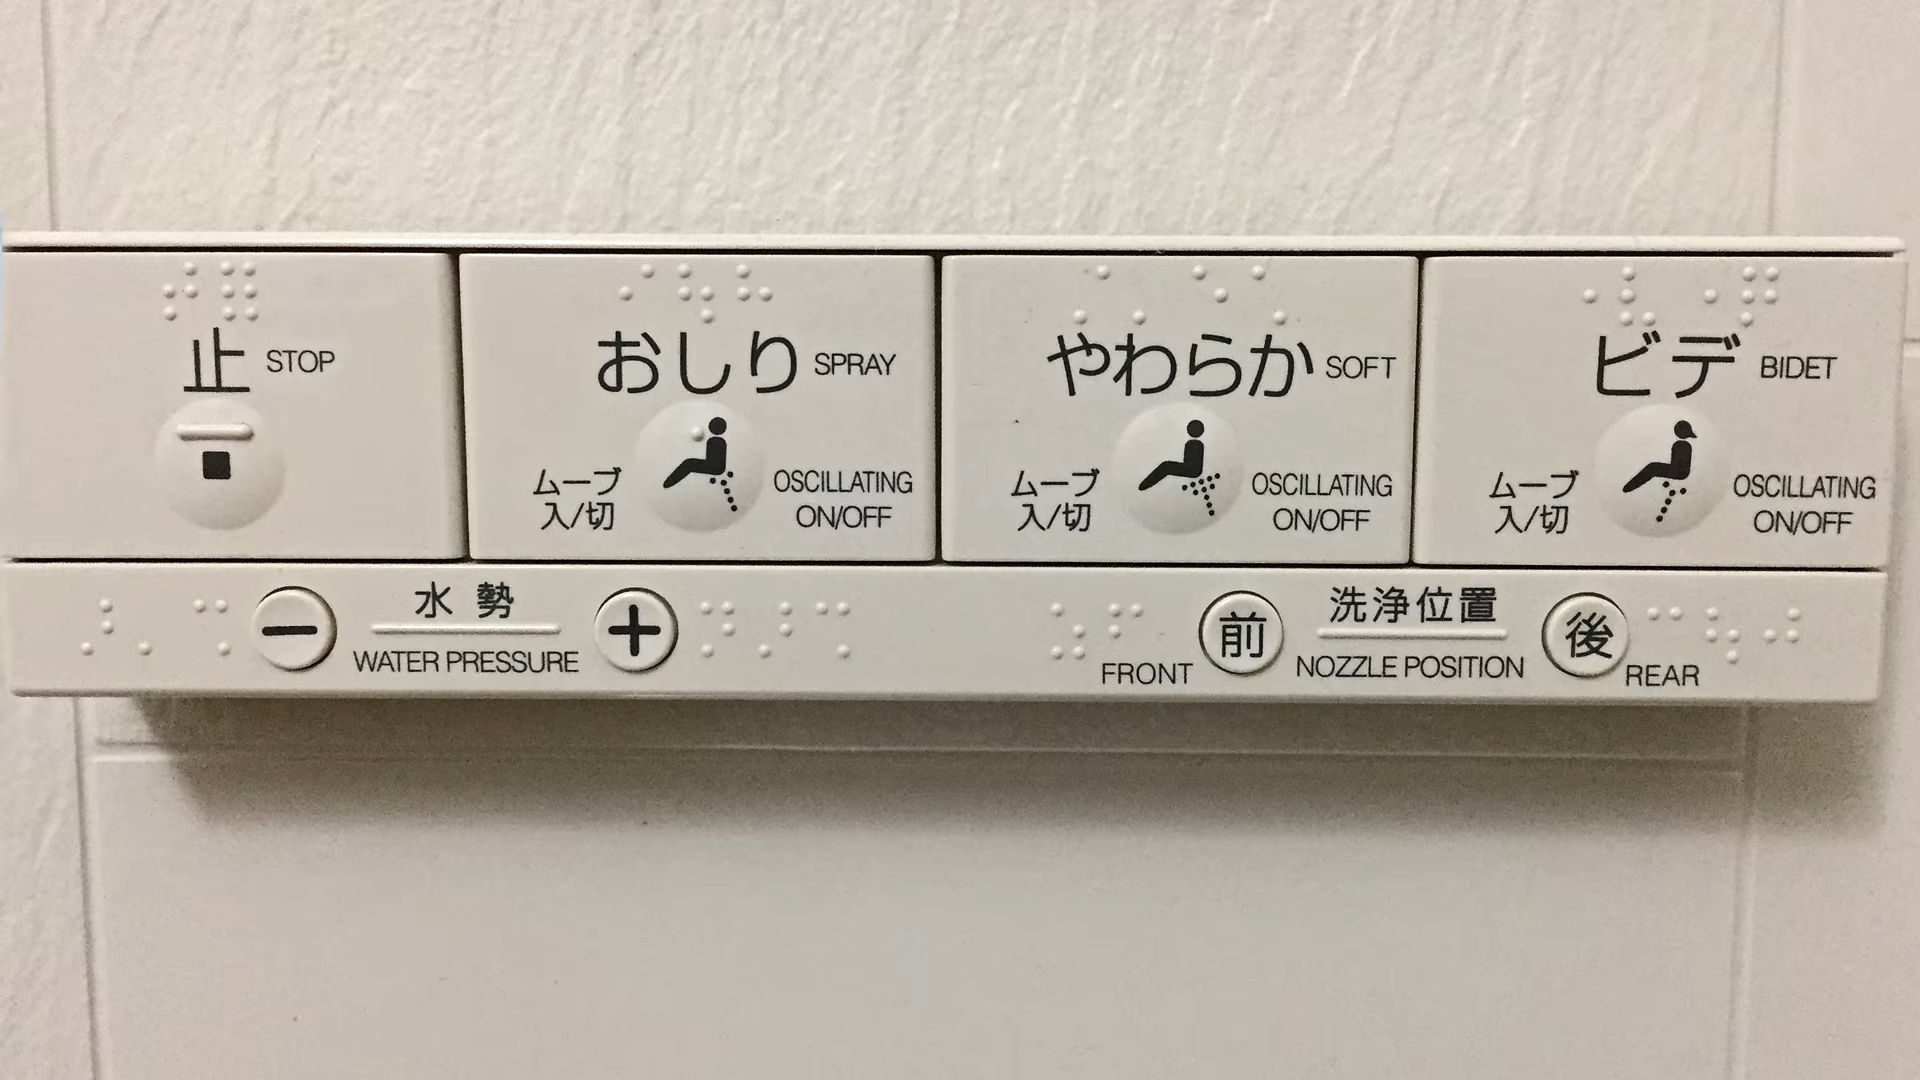 止 STOP
おしり SPRAY
ムーブ
入/切
OSCILLATING
ON/OFF
やわらか SOFT
ムーブ
入/切
OSCILLATING
ON/OFF
ビデ BIDET
ムーブ
入/切
OSCILLATING
ON/OFF
− 水勢 +
WATER PRESSURE
FRONT 前 洗浄位置 後 REAR
NOZZLE POSITION